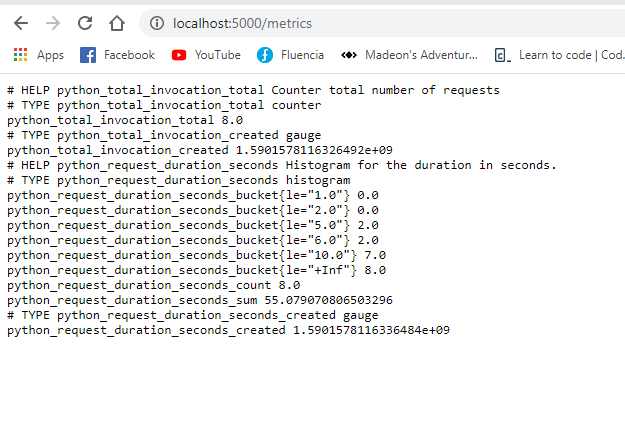 localhost:5000/metrics
Apps Facebook YouTube Fluencia Madeon's Adventur... Learn to code | Cod.
# HELP python_total_invocation_total Counter total number of requests
# TYPE python_total_invocation_total counter
python_total_invocation_total 8.0
# TYPE python_total_invocation_created gauge
python_total_invocation_created 1.5901578116326492e+09
# HELP python_request_duration_seconds Histogram for the duration in seconds.
# TYPE python_request_duration_seconds histogram
python_request_duration_seconds_bucket{le="1.0"} 0.0
python_request_duration_seconds_bucket{le="2.0"} 0.0
python_request_duration_seconds_bucket{le="5.0"} 2.0
python_request_duration_seconds_bucket{le="6.0"} 2.0
python_request_duration_seconds_bucket{le="10.0"} 7.0
python_request_duration_seconds_bucket{le="+Inf"} 8.0
python_request_duration_seconds_count 8.0
python_request_duration_seconds_sum 55.079070806503296
# TYPE python_request_duration_seconds_created gauge
python_request_duration_seconds_created 1.5901578116336484e+09